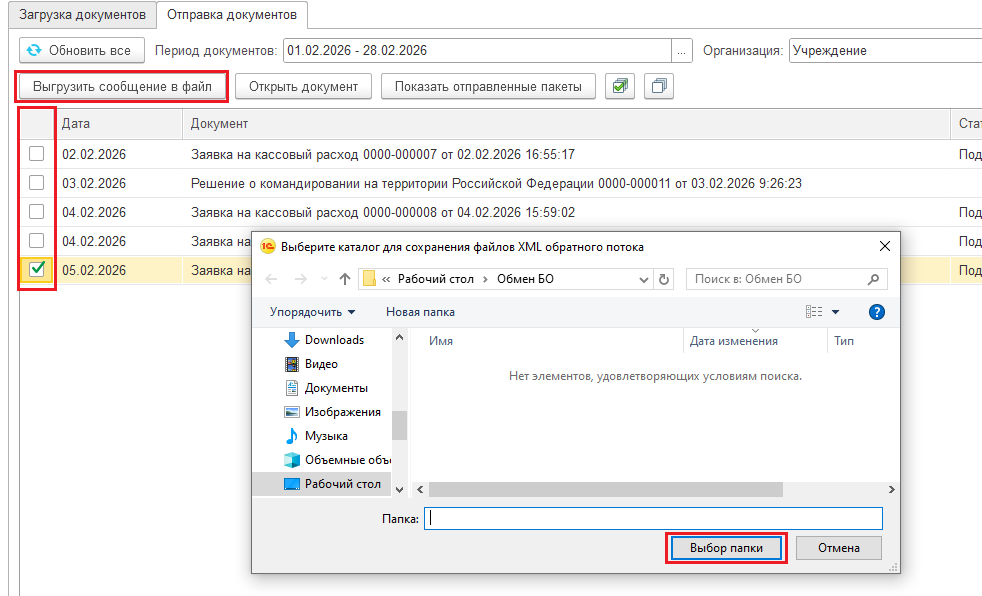 Загрузка документов Отправка документов
Обновить все Период документов: 01.02.2026 - 28.02.2026 ... Организация: Учреждение
Выгрузить сообщение в файл Открыть документ Показать отправленные пакеты
Дата Документ Ста
02.02.2026 Заявка на кассовый расход 0000-000007 от 02.02.2026 16:55:17 Под
03.02.2026 Решение о командировании на территории Российской Федерации 0000-000011 от 03.02.2026 9:26:23
04.02.2026 Заявка на кассовый расход 0000-000008 от 04.02.2026 15:59:02 Под
04.02.2026 Заявка на Под
05.02.2026 Заявка на Под
1С Выберите каталог для сохранения файлов XML обратного потока
« Рабочий стол › Обмен БО Поиск в: Обмен БО
Упорядочить Новая папка ?
Downloads
Видео
Документы
Изображения
Музыка
Объемные объ
Рабочий стол
Имя Дата изменения Тип
Нет элементов, удовлетворяющих условиям поиска.
Папка:
Выбор папки Отмена